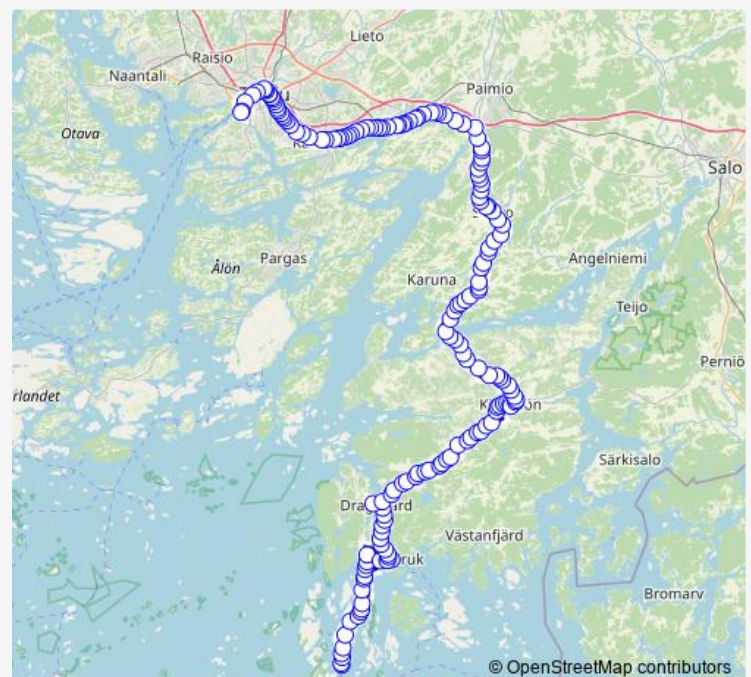 Lieto
Raisio
Naantali
Paimio
Otava
Salo
Pargas
Ålön
Karuna
Angelniemi
Teijo
Perniö
rlandet
Särkisalo
Västanfjärd
Bromarv
© OpenStreetMap contributors